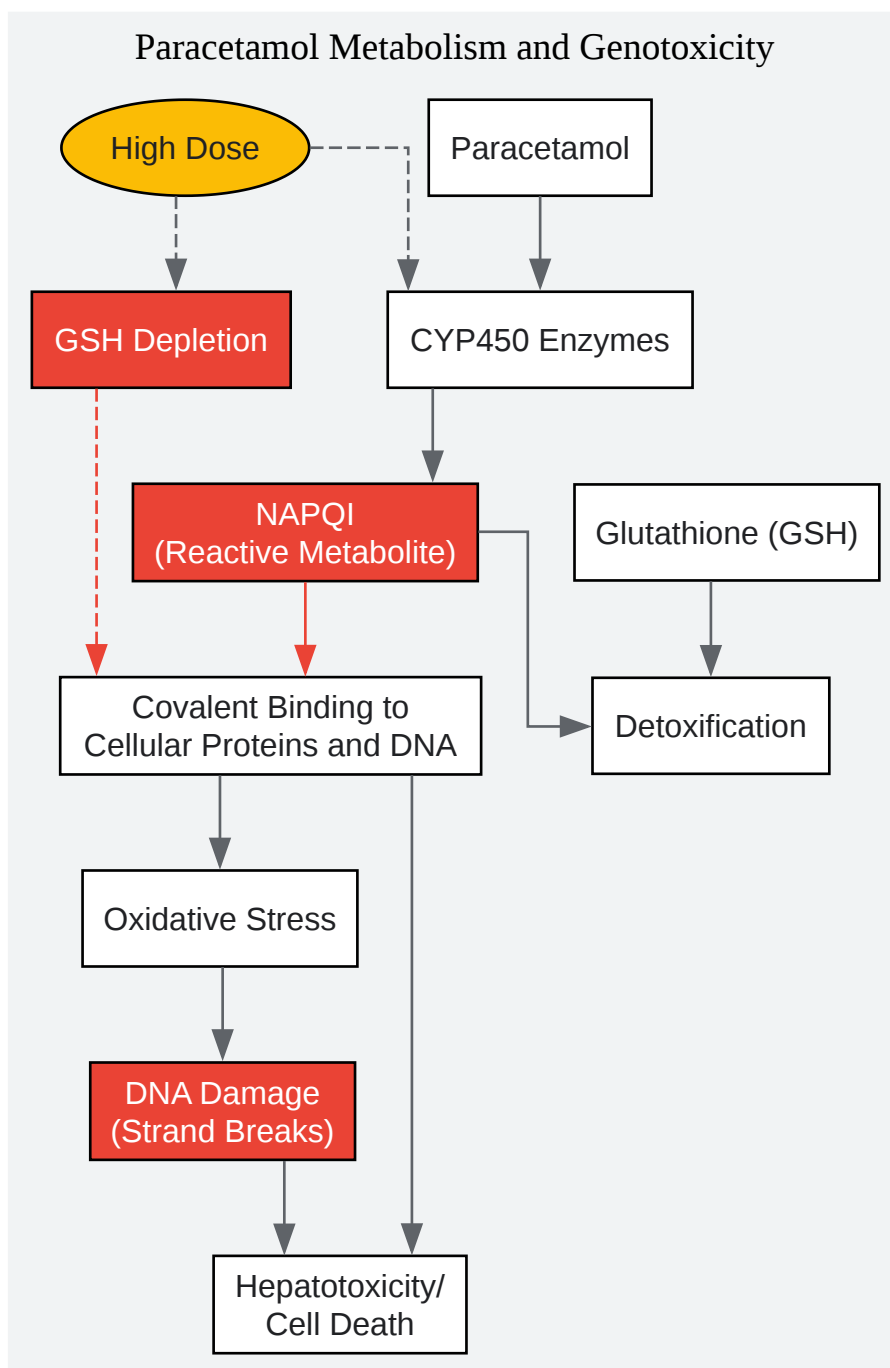 Paracetamol Metabolism and Genotoxicity
High Dose
Paracetamol
GSH Depletion
CYP450 Enzymes
NAPQI
(Reactive Metabolite)
Glutathione (GSH)
Covalent Binding to
Cellular Proteins and DNA
Detoxification
Oxidative Stress
DNA Damage
(Strand Breaks)
Hepatotoxicity/
Cell Death